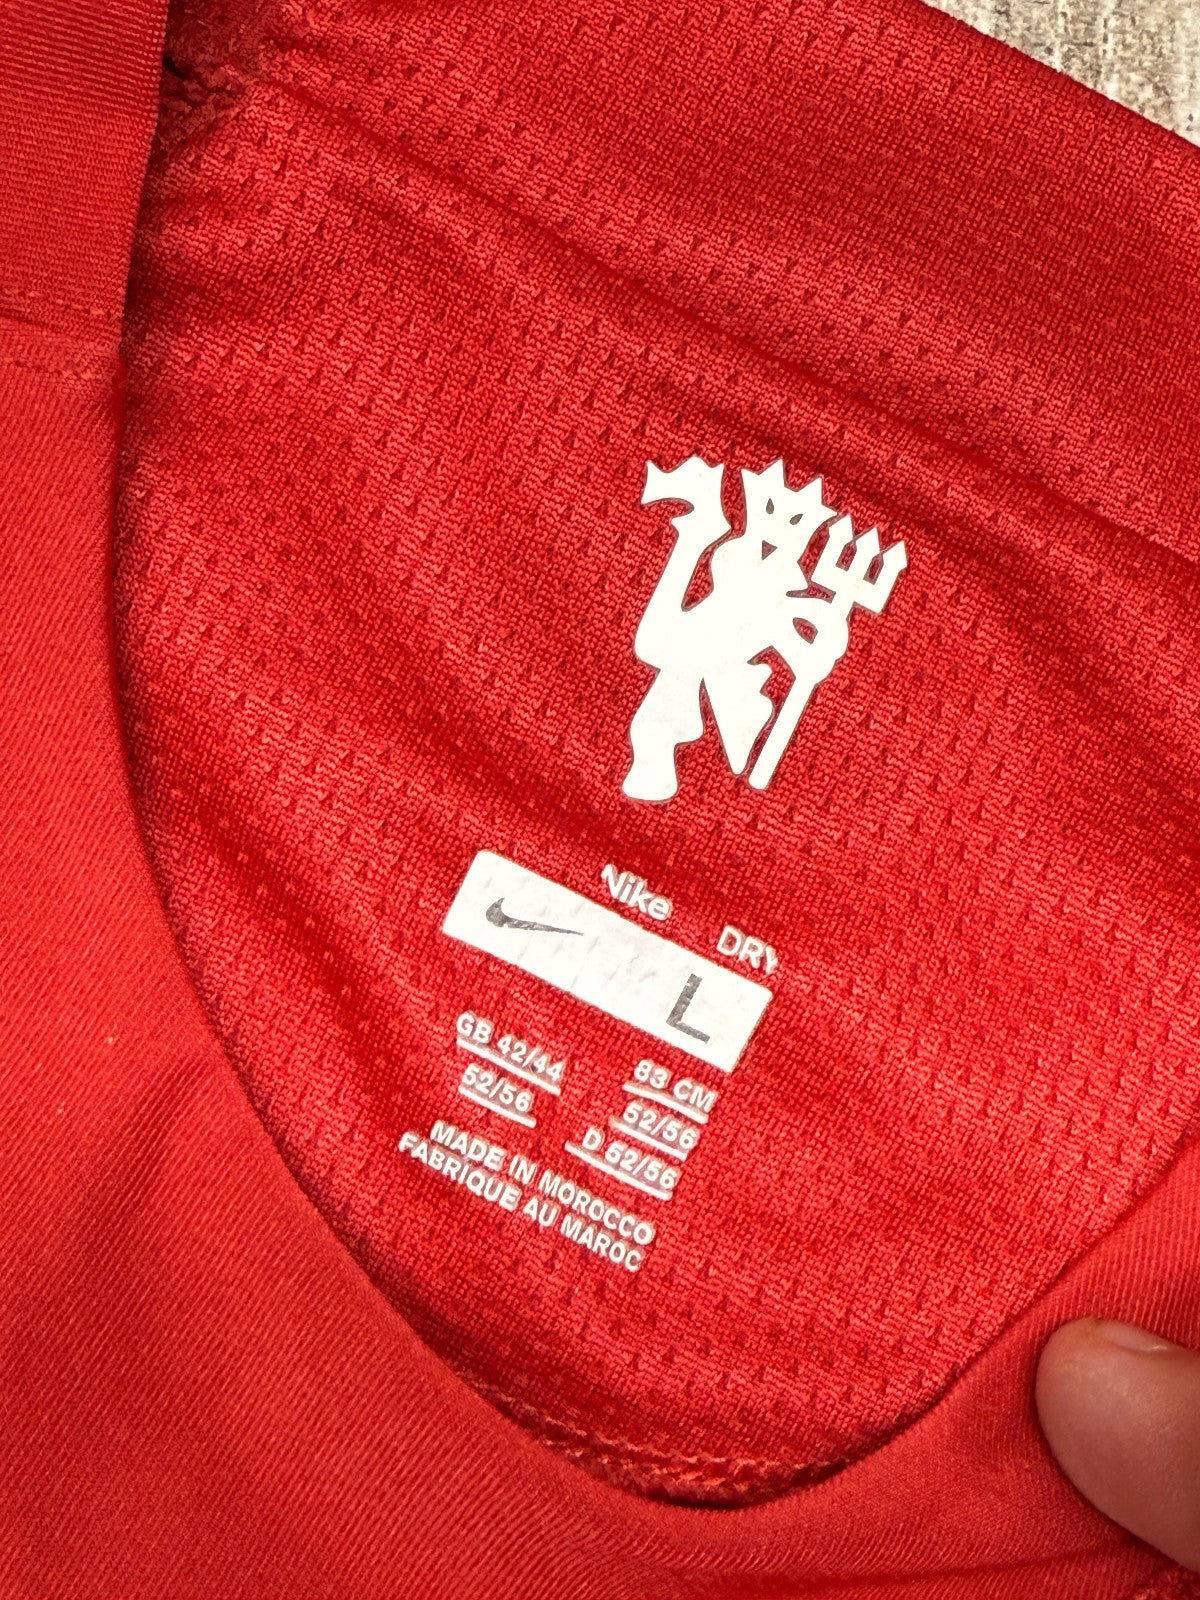 Nike DRY
L
GB 42/44 83 CM
52/56 52/56
D 52/56
MADE IN MOROCCO
FABRIQUE AU MAROC